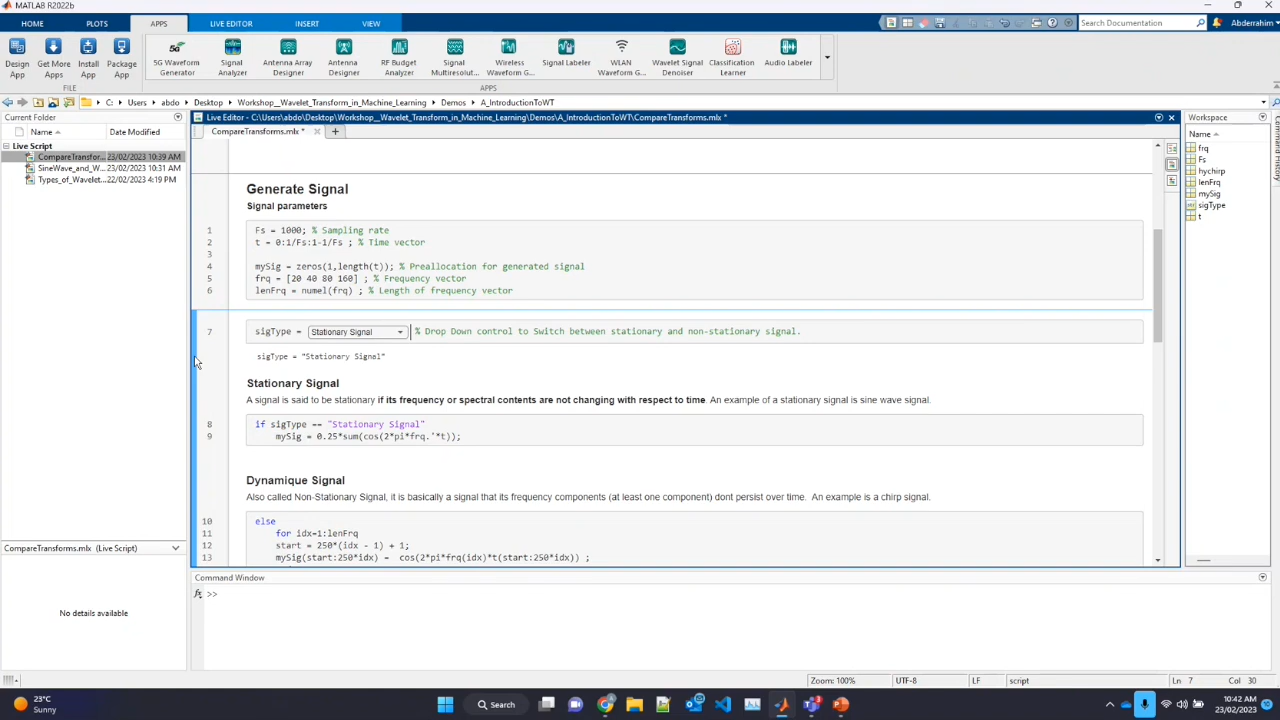 MATLAB R2022b
HOME PLOTS APPS LIVE EDITOR INSERT VIEW Search Documentation Abderrahim
Design App
Get More Apps
Install App
Package App
5G 5G Waveform Generator
Signal Analyzer
Antenna Array Designer
Antenna Designer
RF Budget Analyzer
Signal Multiresolut...
Wireless Waveform G...
Signal Labeler
WLAN Waveform G...
Wavelet Signal Denoiser
Classification Learner
Audio Labeler
FILE APPS
C: Users abdo Desktop Workshop__Wavelet_Transform_in_Machine_Learning Demos A_IntroductionToWT
Current Folder
Name Date Modified
Live Script
CompareTransfor... 23/02/2023 10:39 AM
SineWave_and_W... 23/02/2023 10:31 AM
Types_of_Wavelet... 22/02/2023 4:19 PM
CompareTransforms.mlx (Live Script)
No details available
Live Editor - C:\Users\abdo\Desktop\Workshop__Wavelet_Transform_in_Machine_Learning\Demos\A_IntroductionToWT\CompareTransforms.mlx *
CompareTransforms.mlx *
Generate Signal
Signal parameters
1 Fs = 1000; % Sampling rate
2 t = 0:1/Fs:1-1/Fs ; % Time vector
3
4 mySig = zeros(1,length(t)); % Preallocation for generated signal
5 frq = [20 40 80 160] ; % Frequency vector
6 lenFrq = numel(frq) ; % Length of frequency vector
7 sigType = Stationary Signal % Drop Down control to Switch between stationary and non-stationary signal.
sigType = "Stationary Signal"
Stationary Signal
A signal is said to be stationary if its frequency or spectral contents are not changing with respect to time. An example of a stationary signal is sine wave signal.
8 if sigType == "Stationary Signal"
9 mySig = 0.25*sum(cos(2*pi*frq.'*t));
Dynamique Signal
Also called Non-Stationary Signal, it is basically a signal that its frequency components (at least one component) dont persist over time. An example is a chirp signal.
10 else
11 for idx=1:lenFrq
12 start = 250*(idx - 1) + 1;
13 mySig(start:250*idx) = cos(2*pi*frq(idx)*t(start:250*idx)) ;
Command Window
fx >>
Workspace
Name
frq
Fs
hychirp
lenFrq
mySig
sigType
t
Command History
Zoom: 100% UTF-8 LF script Ln 7 Col 30
23°C
Sunny
Search
10:42 AM
23/02/2023